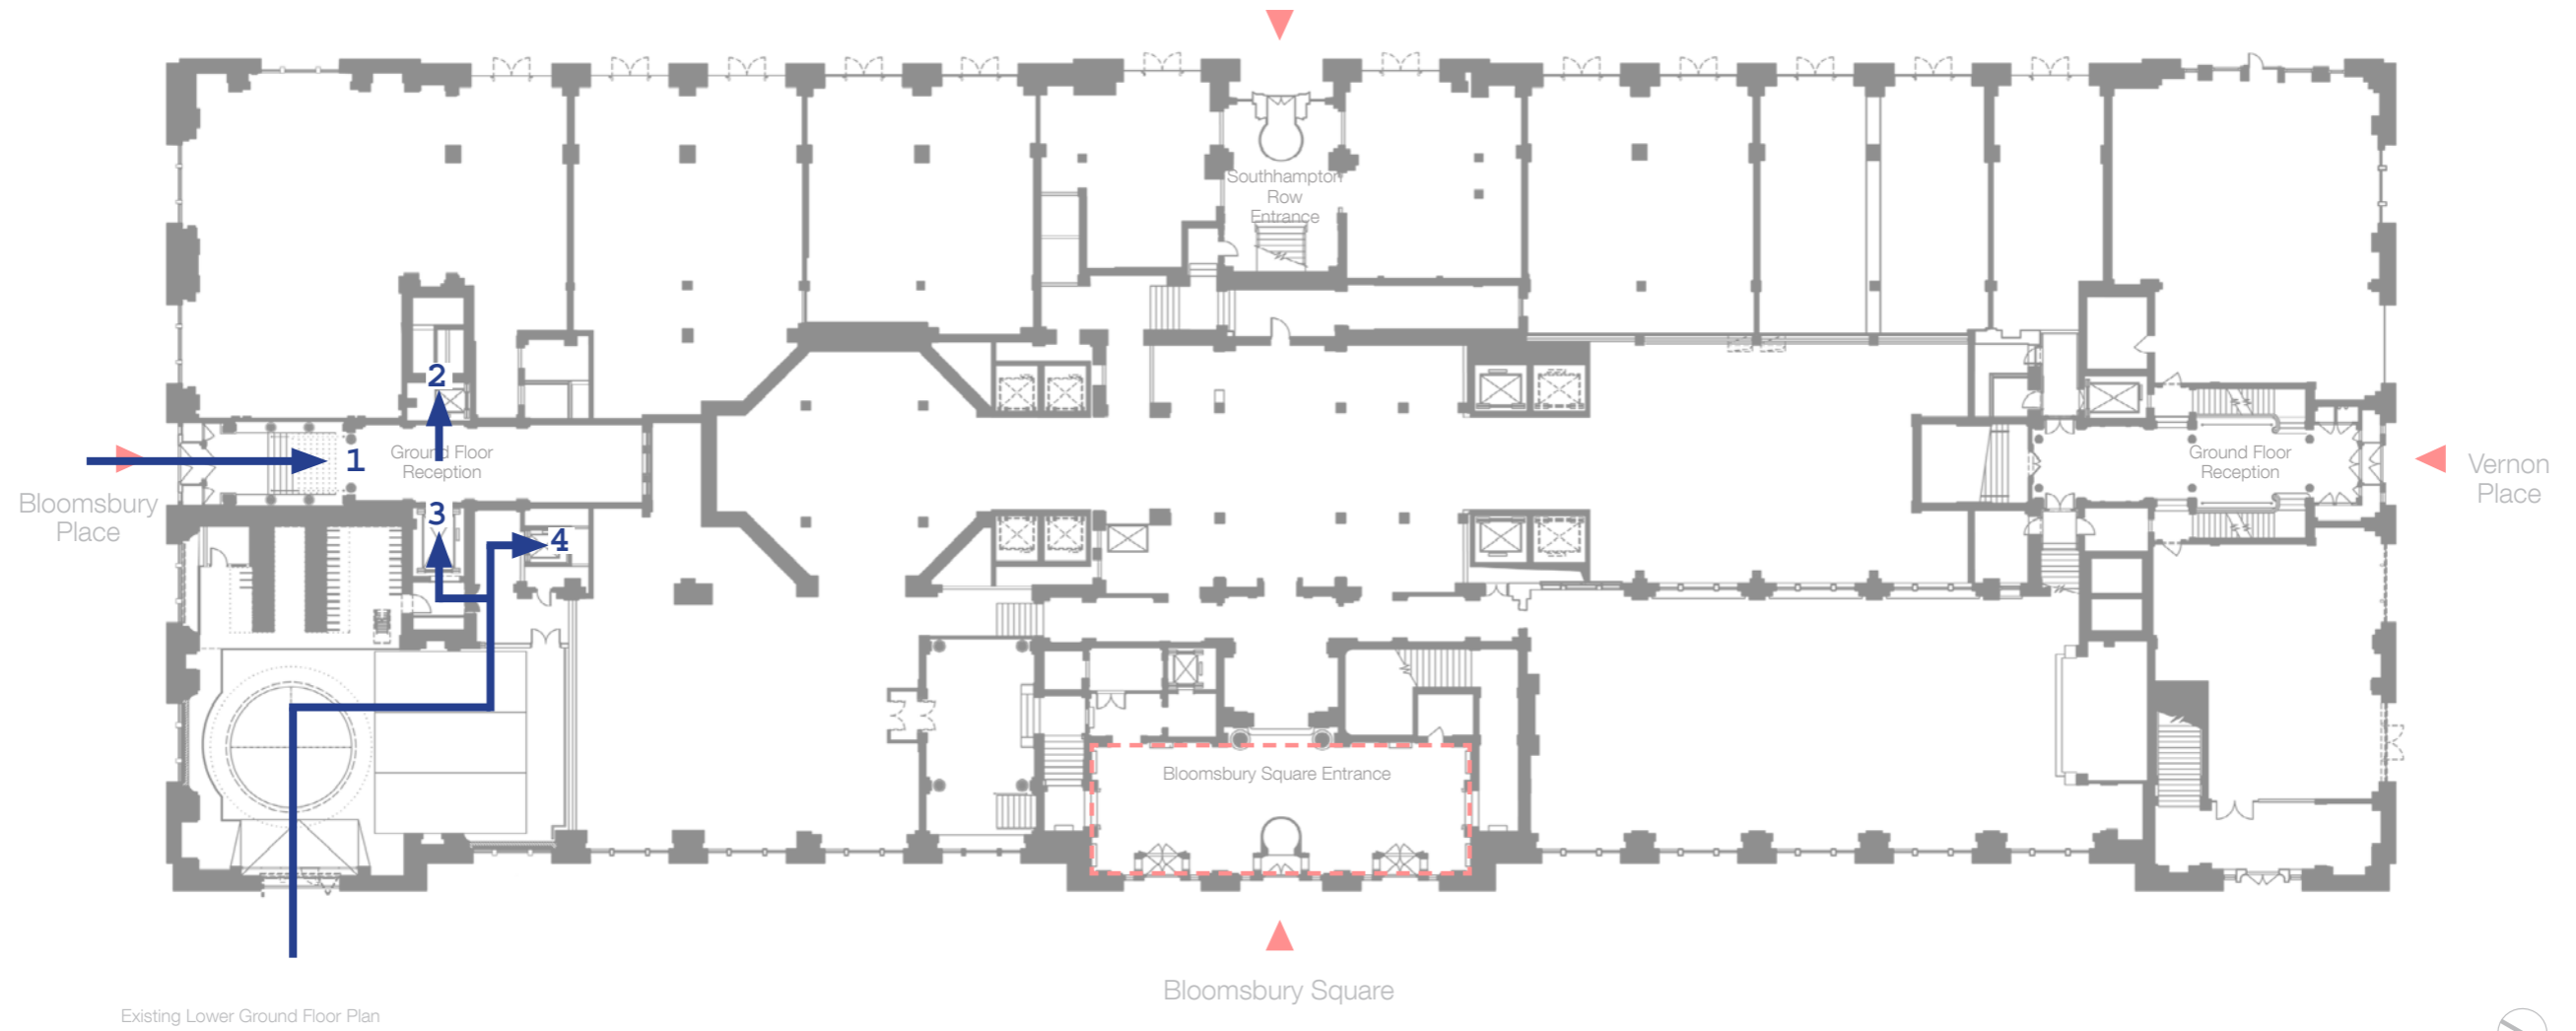 Southhampton
Row
Entrance
2
1
Ground Floor
Reception
Ground Floor
Reception
Vernon
Place
Bloomsbury
Place
3
4
Bloomsbury Square Entrance
Bloomsbury Square
Existing Lower Ground Floor Plan